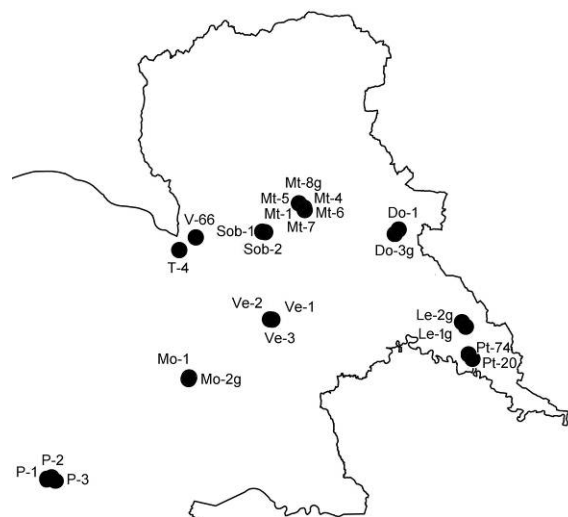 Mt-8g
Mt-5 Mt-4
Mt-1 Mt-6
Mt-7
V-66 Sob-1
Do-1
T-4 Sob-2
Do-3g
Ve-2 Ve-1
Ve-3
Le-2g
Le-1g
Pt-74
Pt-20
Mo-1
Mo-2g
P-2
P-1 P-3